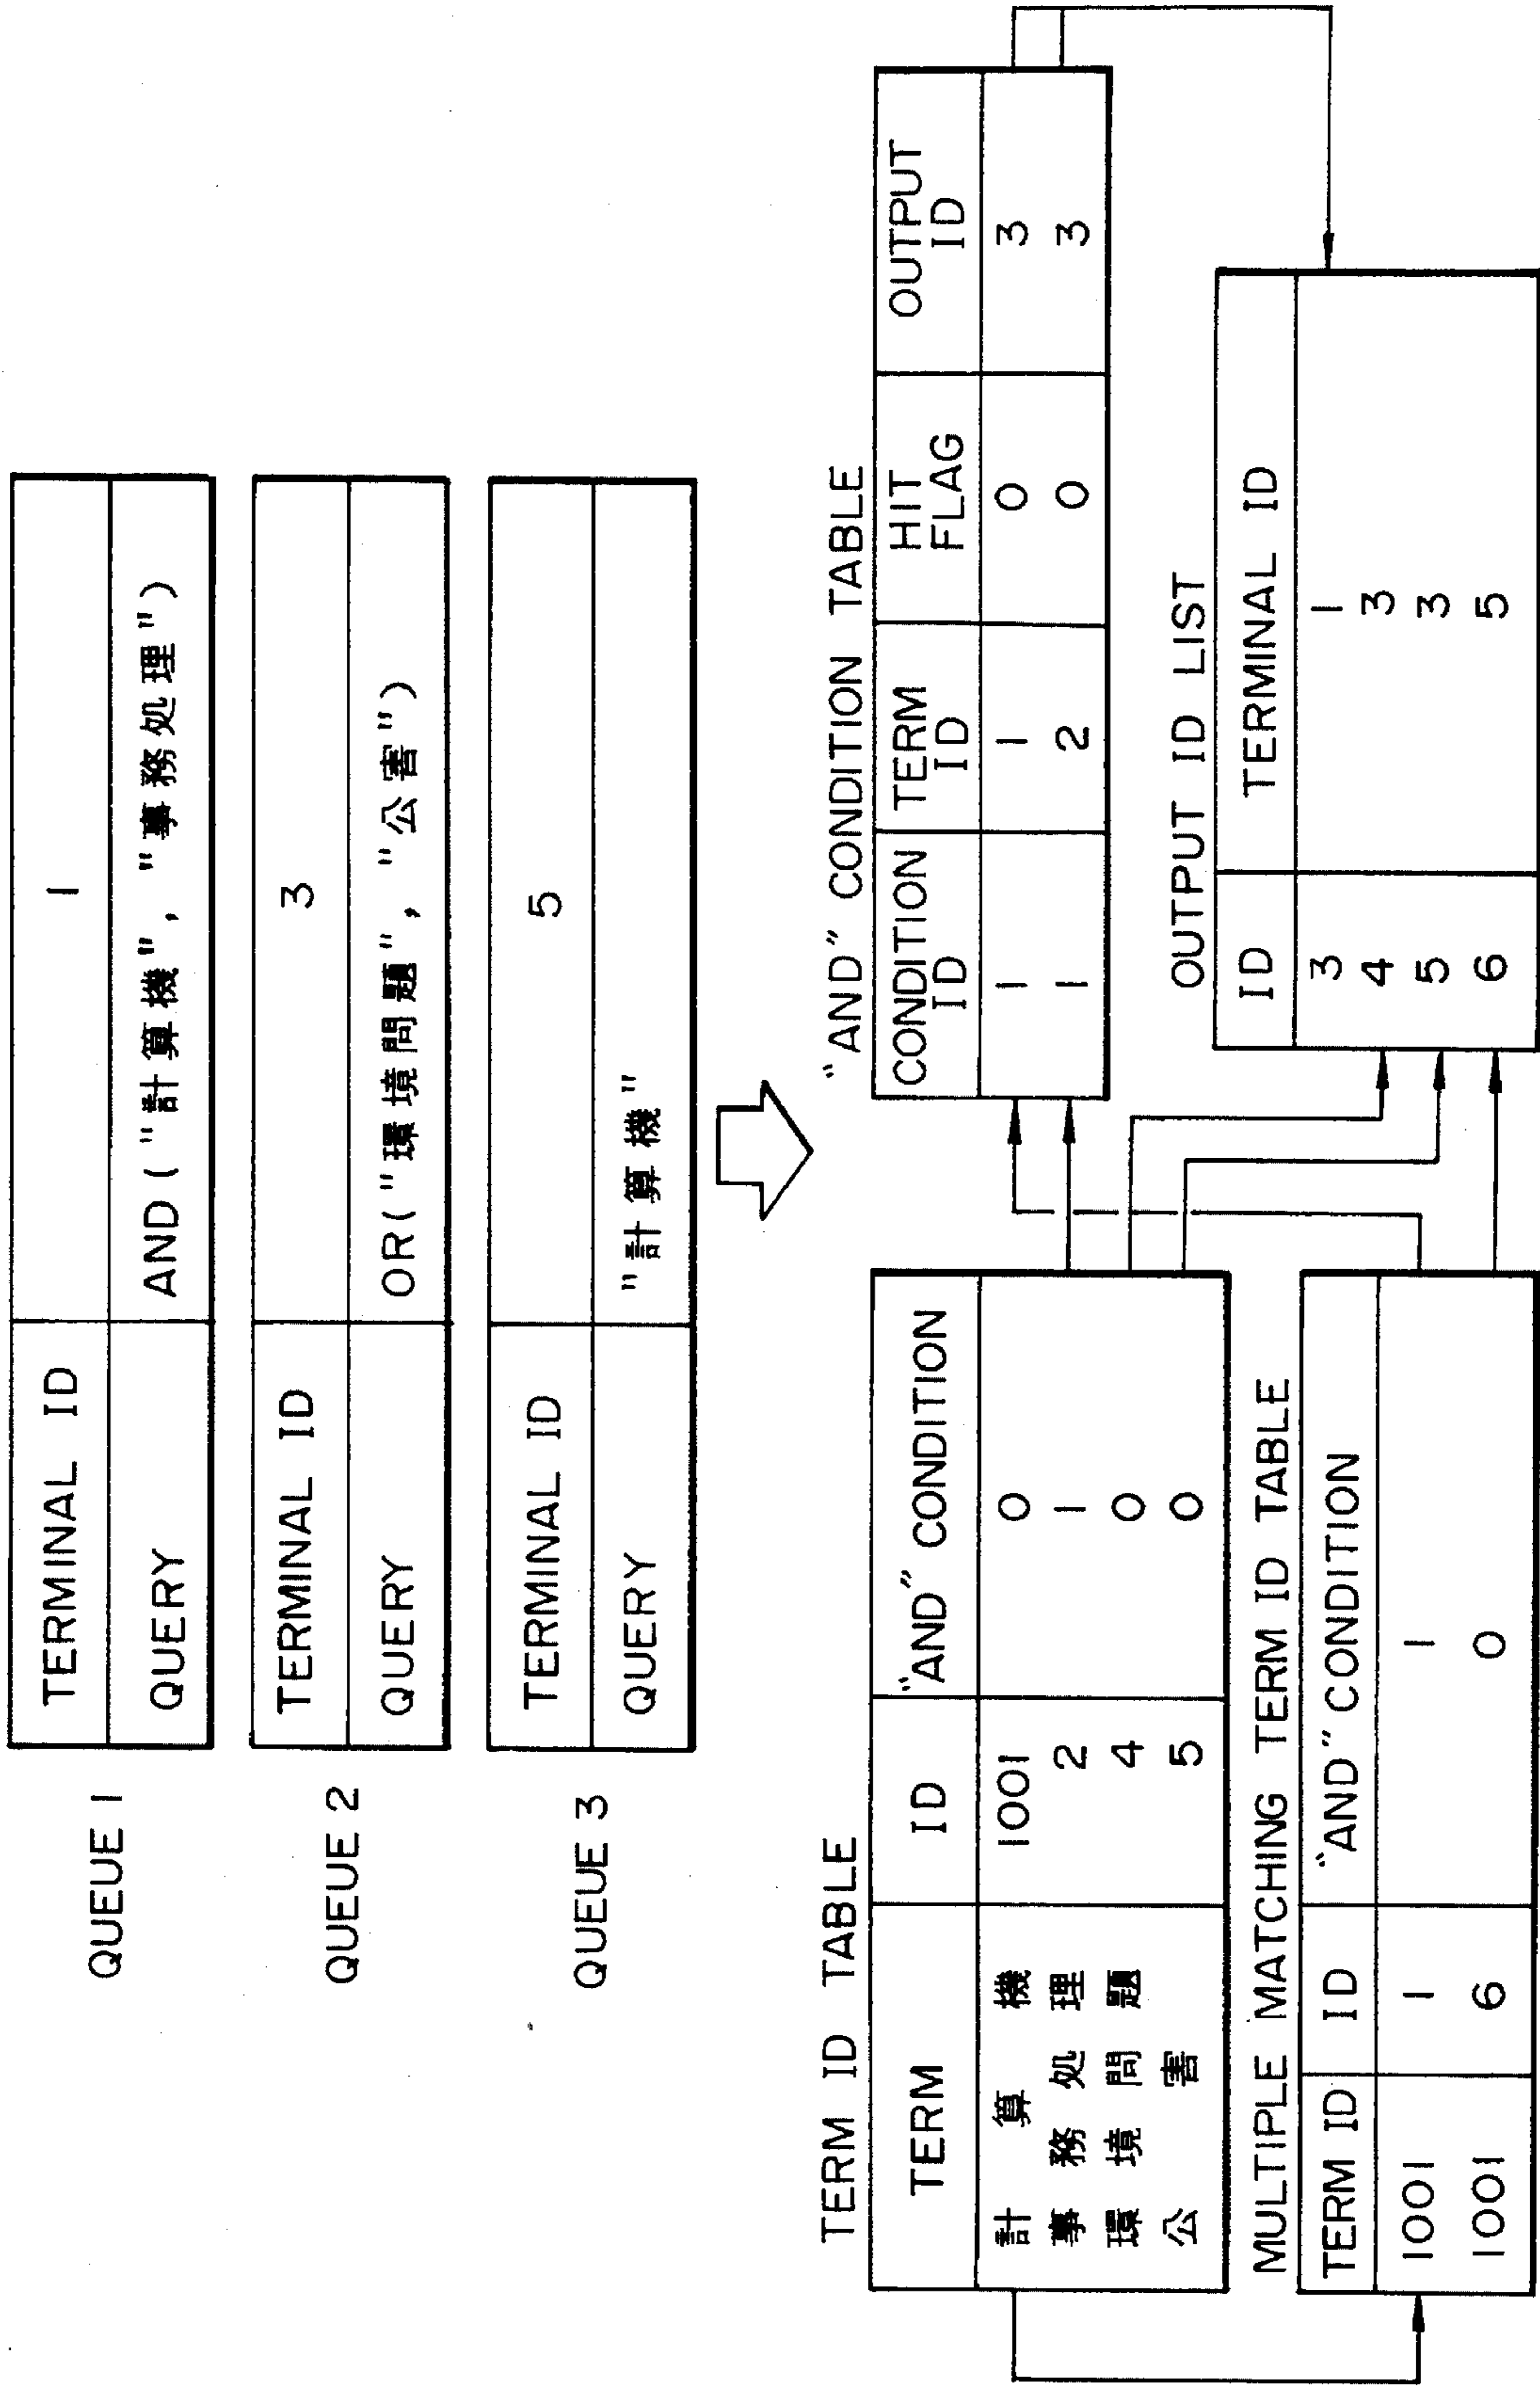 QUEUE 1
TERMINAL ID 1
QUERY AND ("計算機", "事務処理")
QUEUE 2
TERMINAL ID 3
QUERY OR("環境問題", "公害")
QUEUE 3
TERMINAL ID 5
QUERY "計算機"
TERM ID TABLE
TERM ID "AND" CONDITION
計算機 1001 0
事務処理 2 1
環境問題 4 0
公害 5 0
MULTIPLE MATCHING TERM ID TABLE
TERM ID ID "AND" CONDITION
1001 1 1
1001 6 0
"AND" CONDITION TABLE
CONDITION ID TERM ID HIT FLAG OUTPUT ID
1 1 0 3
1 2 0 3
OUTPUT ID LIST
ID TERMINAL ID
3 1
4 3
5 3
6 5